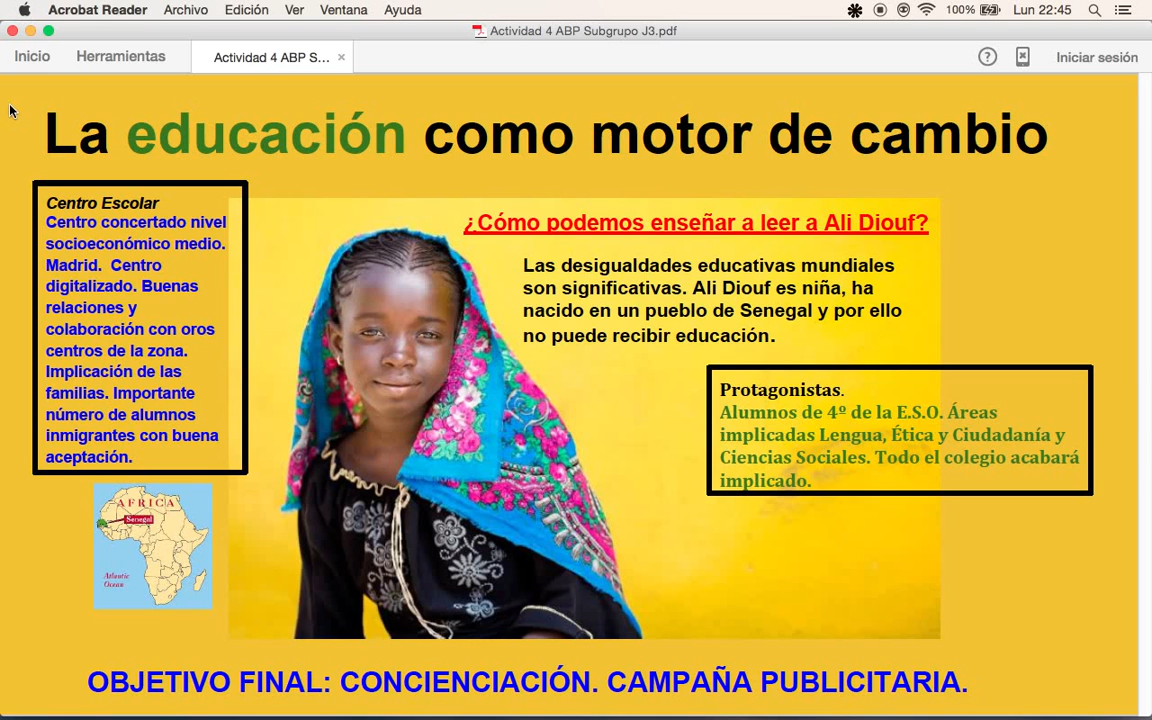 Acrobat Reader Archivo Edición Ver Ventana Ayuda 100% Lun 22:45
Actividad 4 ABP Subgrupo J3.pdf
Inicio Herramientas Actividad 4 ABP S... × ? Iniciar sesión
La educación como motor de cambio
Centro Escolar
Centro concertado nivel
socioeconómico medio.
Madrid. Centro
digitalizado. Buenas
relaciones y
colaboración con oros
centros de la zona.
Implicación de las
familias. Importante
número de alumnos
inmigrantes con buena
aceptación.
¿Cómo podemos enseñar a leer a Ali Diouf?
Las desigualdades educativas mundiales
son significativas. Ali Diouf es niña, ha
nacido en un pueblo de Senegal y por ello
no puede recibir educación.
Protagonistas.
Alumnos de 4º de la E.S.O. Áreas
implicadas Lengua, Ética y Ciudadanía y
Ciencias Sociales. Todo el colegio acabará
implicado.
AFRICA
Senegal
Atlantic
Ocean
OBJETIVO FINAL: CONCIENCIACIÓN. CAMPAÑA PUBLICITARIA.